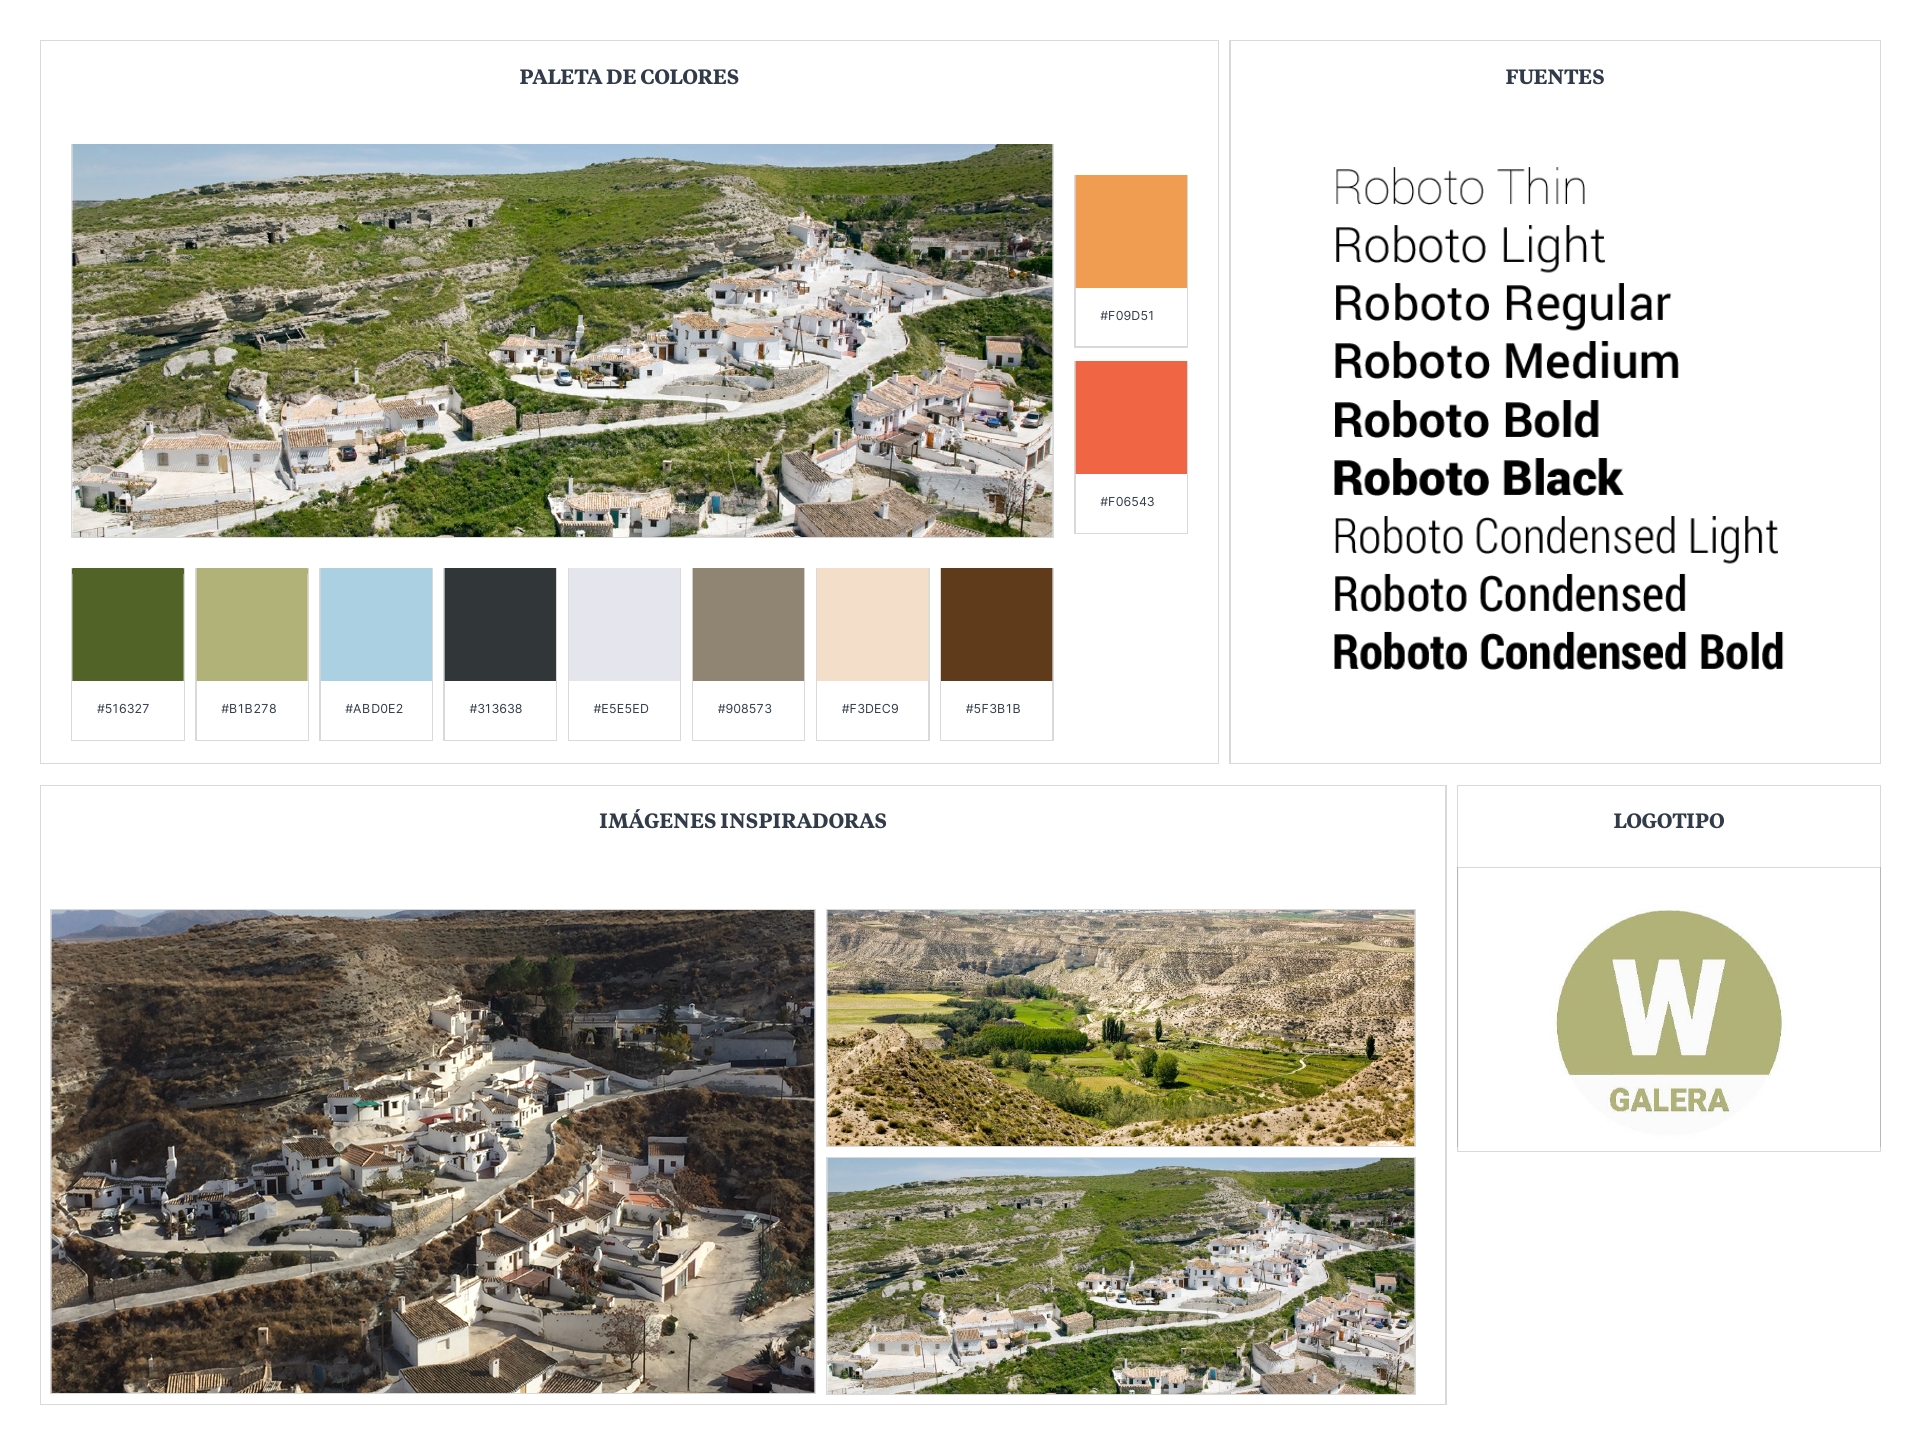 PALETA DE COLORES
#F09D51
#F06543
#516327
#B1B278
#ABD0E2
#313638
#E5E5ED
#908573
#F3DEC9
#5F3B1B
FUENTES
Roboto Thin
Roboto Light
Roboto Regular
Roboto Medium
Roboto Bold
Roboto Black
Roboto Condensed Light
Roboto Condensed
Roboto Condensed Bold
IMÁGENES INSPIRADORAS
LOGOTIPO
W
GALERA